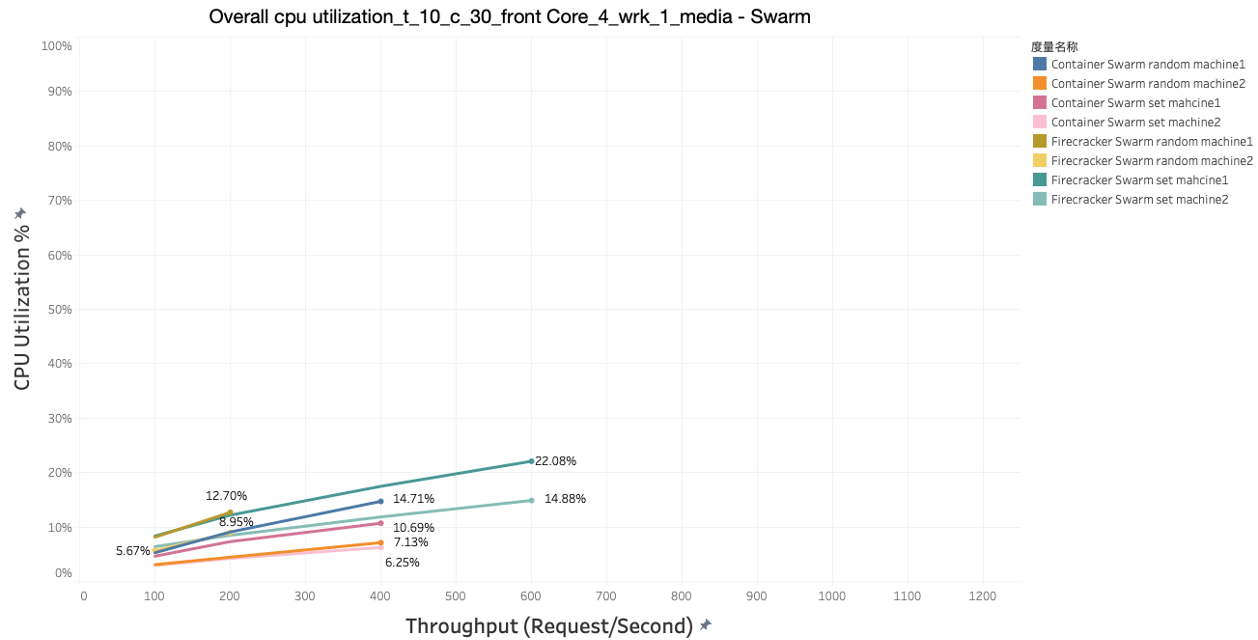 Overall cpu utilization_t_10_c_30_front Core_4_wrk_1_media - Swarm
度量名称
Container Swarm random machine1
Container Swarm random machine2
Container Swarm set mahcine1
Container Swarm set machine2
Firecracker Swarm random machine1
Firecracker Swarm random machine2
Firecracker Swarm set mahcine1
Firecracker Swarm set machine2
CPU Utilization %
100%
90%
80%
70%
60%
50%
40%
30%
20%
10%
0%
22.08%
12.70%
14.71%
14.88%
8.95%
10.69%
7.13%
5.67%
6.25%
0 100 200 300 400 500 600 700 800 900 1000 1100 1200
Throughput (Request/Second)